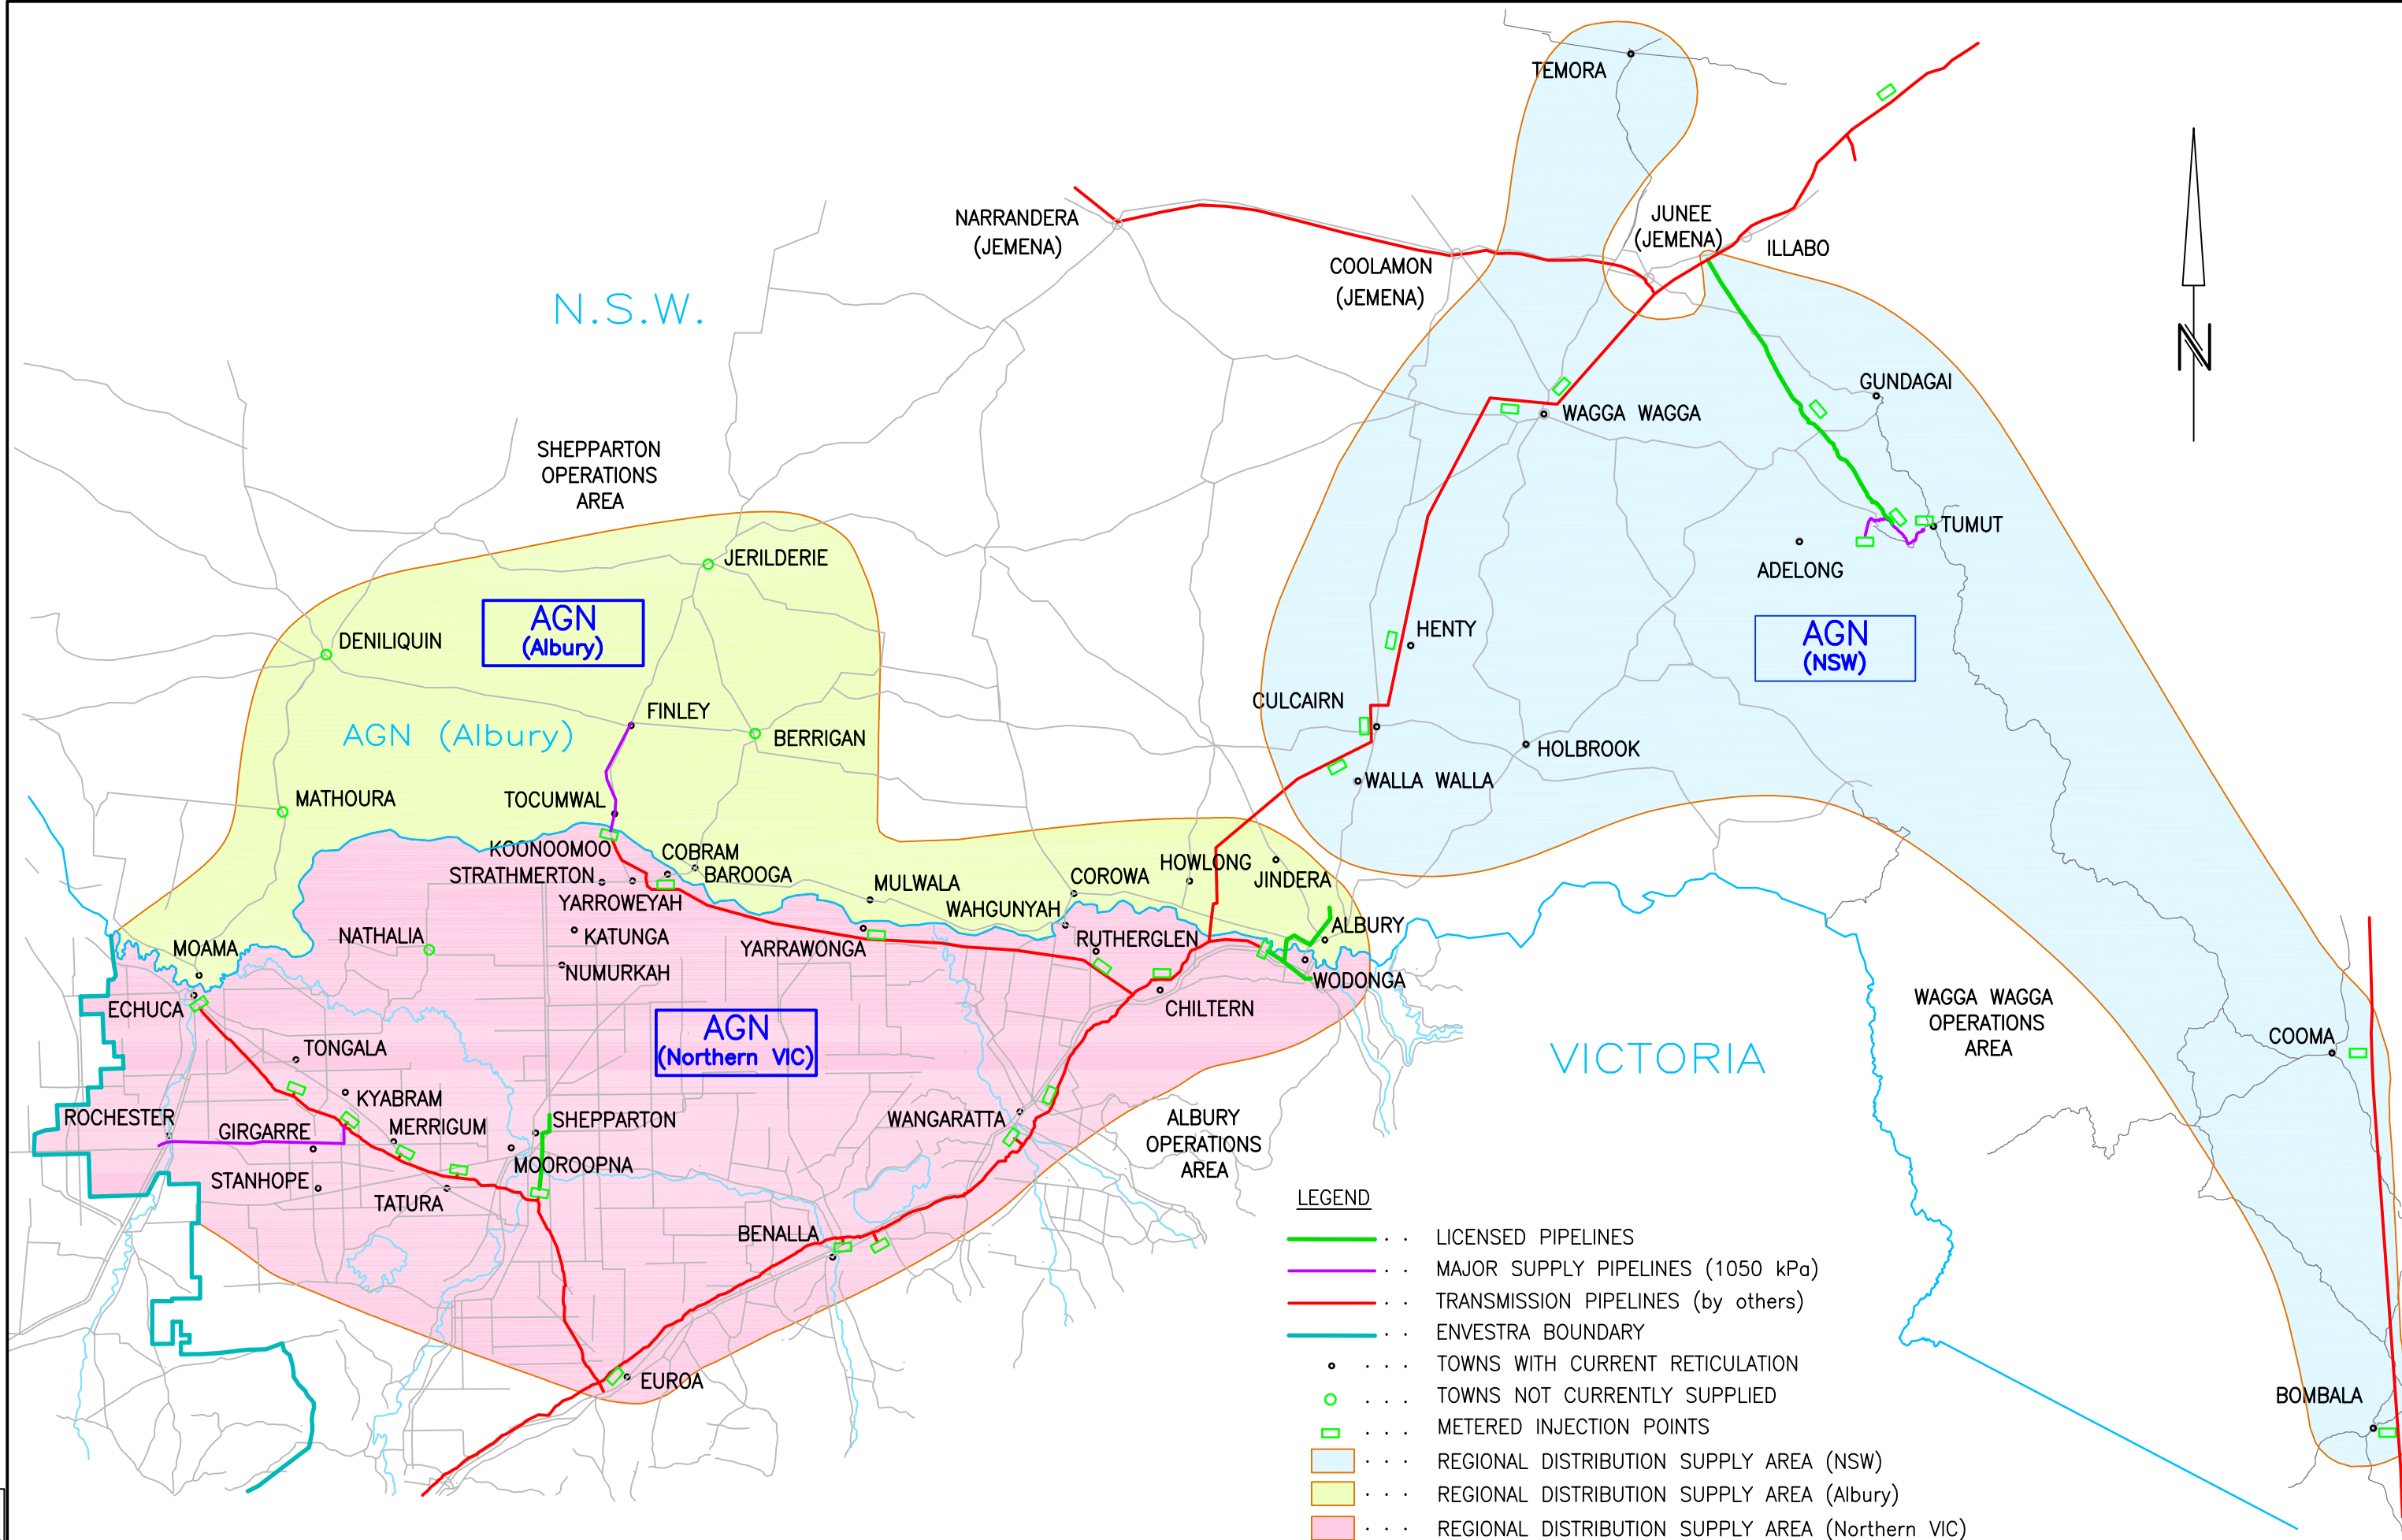 TEMORA
NARRANDERA
(JEMENA)
JUNEE
(JEMENA)
ILLABO
COOLAMON
(JEMENA)
N.S.W.
N
GUNDAGAI
WAGGA WAGGA
SHEPPARTON
OPERATIONS
AREA
TUMUT
ADELONG
JERILDERIE
AGN
(Albury)
DENILIQUIN
HENTY
AGN
(NSW)
CULCAIRN
FINLEY
AGN (Albury)
BERRIGAN
HOLBROOK
WALLA WALLA
MATHOURA
TOCUMWAL
KOONOOMOO
COBRAM
STRATHMERTON
BAROOGA
HOWLONG
JINDERA
MULWALA
COROWA
YARROWEYAH
WAHGUNYAH
ALBURY
NATHALIA
KATUNGA
MOAMA
YARRAWONGA
RUTHERGLEN
NUMURKAH
WODONGA
ECHUCA
CHILTERN
WAGGA WAGGA
OPERATIONS
AREA
AGN
(Northern VIC)
COOMA
TONGALA
VICTORIA
KYABRAM
ROCHESTER
GIRGARRE
MERRIGUM
SHEPPARTON
WANGARATTA
ALBURY
OPERATIONS
AREA
MOOROOPNA
STANHOPE
TATURA
BENALLA
EUROA
BOMBALA
LEGEND
LICENSED PIPELINES
MAJOR SUPPLY PIPELINES (1050 kPa)
TRANSMISSION PIPELINES (by others)
ENVESTRA BOUNDARY
TOWNS WITH CURRENT RETICULATION
TOWNS NOT CURRENTLY SUPPLIED
METERED INJECTION POINTS
REGIONAL DISTRIBUTION SUPPLY AREA (NSW)
REGIONAL DISTRIBUTION SUPPLY AREA (Albury)
REGIONAL DISTRIBUTION SUPPLY AREA (Northern VIC)